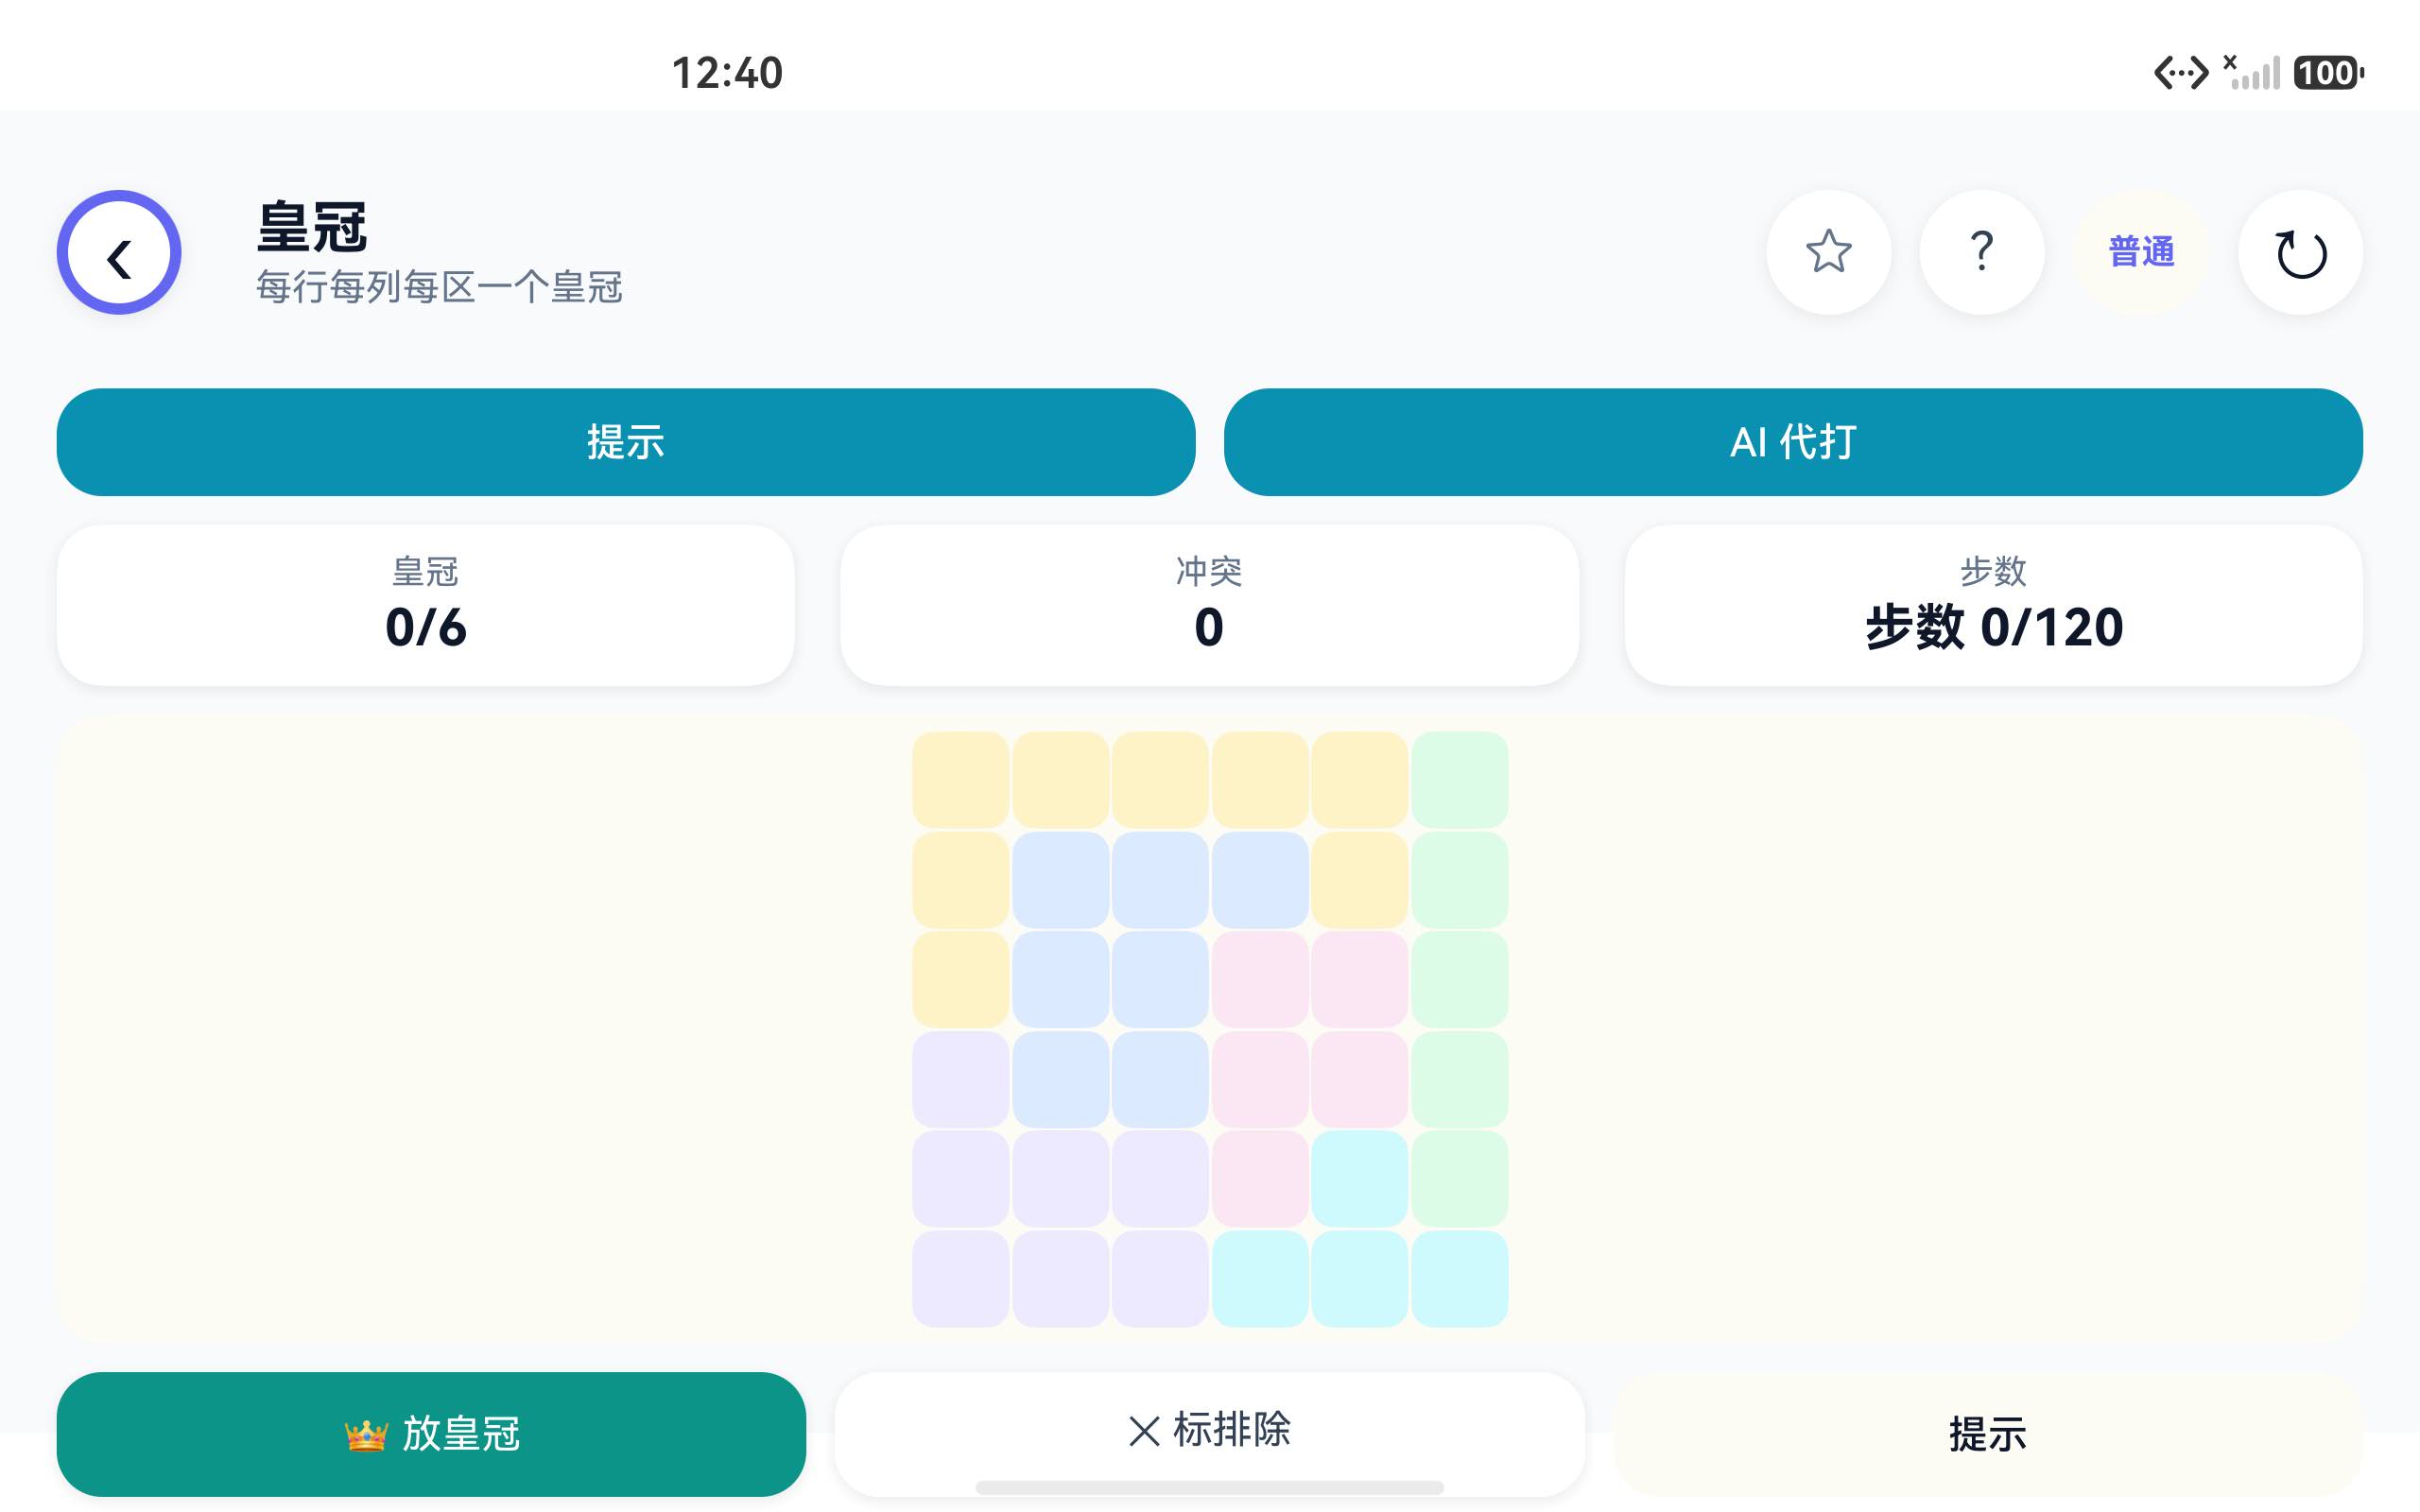 12:40
100
皇冠
每行每列每区一个皇冠
?
普通
提示
AI 代打
皇冠
0/6
冲突
0
步数
步数 0/120
放皇冠
标排除
提示